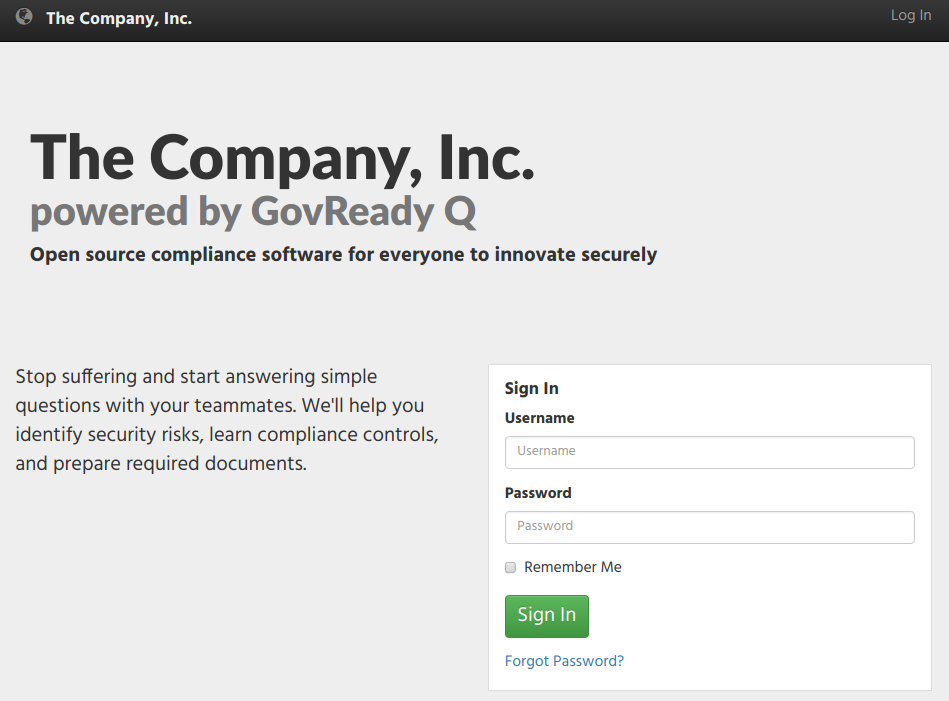 The Company, Inc.
Log In
The Company, Inc.
powered by GovReady Q
Open source compliance software for everyone to innovate securely
Stop suffering and start answering simple
questions with your teammates. We'll help you
identify security risks, learn compliance controls,
and prepare required documents.
Sign In
Username
Username
Password
Password
Remember Me
Sign In
Forgot Password?